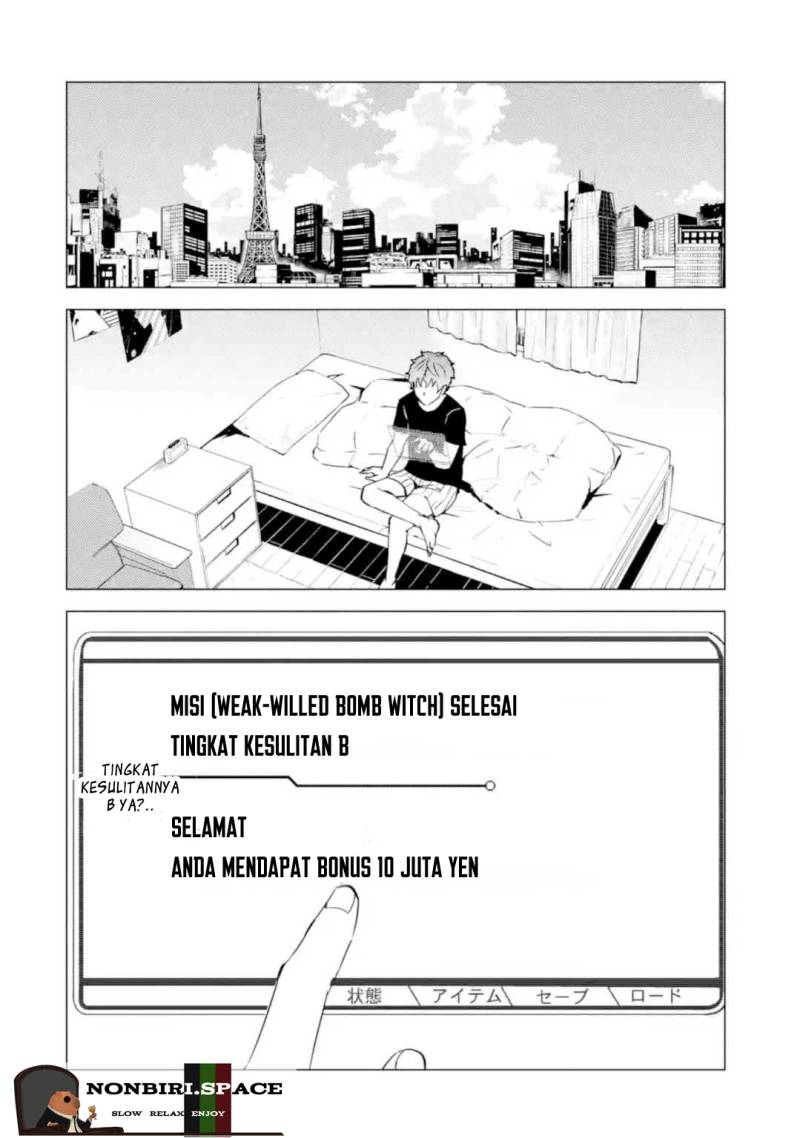 MISI (WEAK-WILLED BOMB WITCH) SELESAI
TINGKAT KESULITAN B
TINGKAT
KESULITANNYA
B YA?..
SELAMAT
ANDA MENDAPAT BONUS 10 JUTA YEN
状態 アイテム セーブ ロード
NONBIRI.SPACE
SLOW RELAX ENJOY